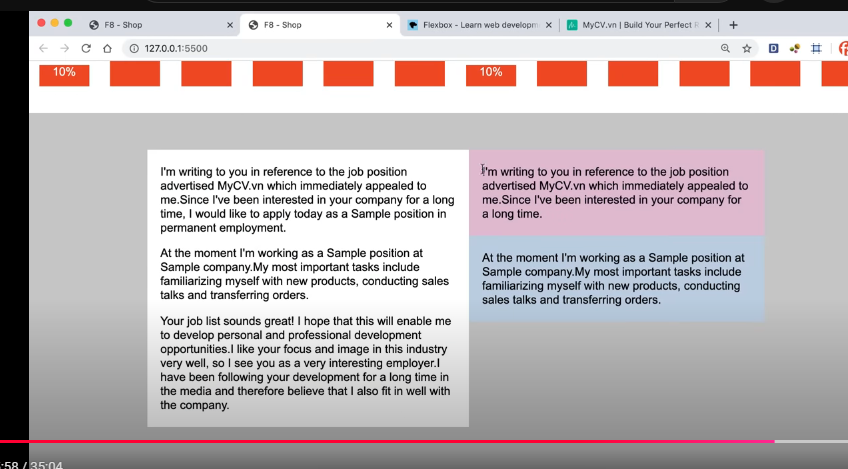 F8 - Shop
F8 - Shop
Flexbox - Learn web developm
MyCV.vn | Build Your Perfect
127.0.0.1:5500
D
10%
10%
I'm writing to you in reference to the job position
advertised MyCV.vn which immediately appealed to
me.Since I've been interested in your company for a long
time, I would like to apply today as a Sample position in
permanent employment.
At the moment I'm working as a Sample position at
Sample company.My most important tasks include
familiarizing myself with new products, conducting sales
talks and transferring orders.
Your job list sounds great! I hope that this will enable me
to develop personal and professional development
opportunities.I like your focus and image in this industry
very well, so I see you as a very interesting employer.I
have been following your development for a long time in
the media and therefore believe that I also fit in well with
the company.
I'm writing to you in reference to the job position
advertised MyCV.vn which immediately appealed to
me.Since I've been interested in your company for
a long time.
At the moment I'm working as a Sample position at
Sample company.My most important tasks include
familiarizing myself with new products, conducting
sales talks and transferring orders.
:58 / 35:04